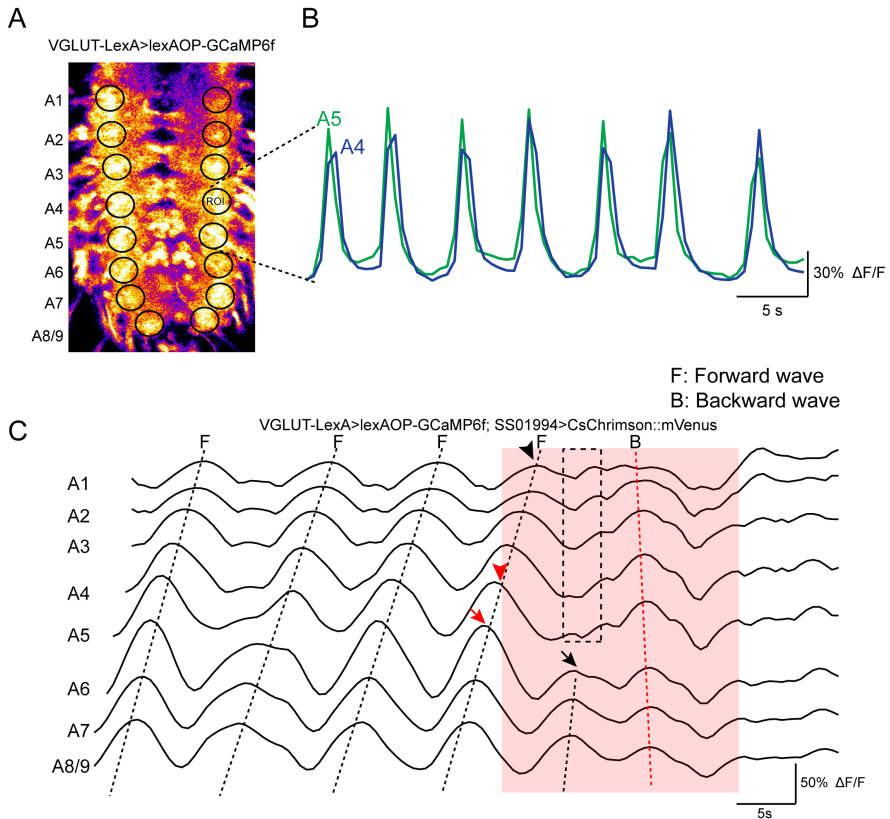 A
B
VGLUT-LexA>lexAOP-GCaMP6f
A1
A2
A3
A4
A5
A6
A7
A8/9
ROI
A5
A4
30% ΔF/F
5 s
F: Forward wave
B: Backward wave
C
VGLUT-LexA>lexAOP-GCaMP6f; SS01994>CsChrimson::mVenus
F F F F B
A1
A2
A3
A4
A5
A6
A7
A8/9
50% ΔF/F
5s